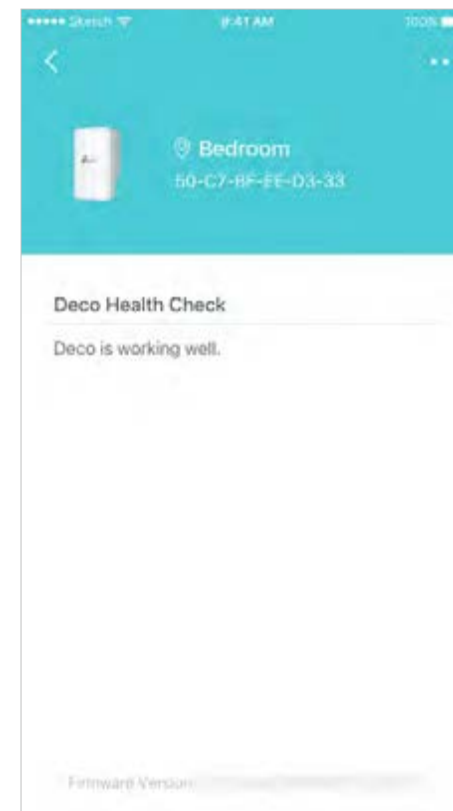 Sketch 9:41 AM 100%
Bedroom
50-C7-BF-EE-D3-33
Deco Health Check
Deco is working well.
Firmware Version